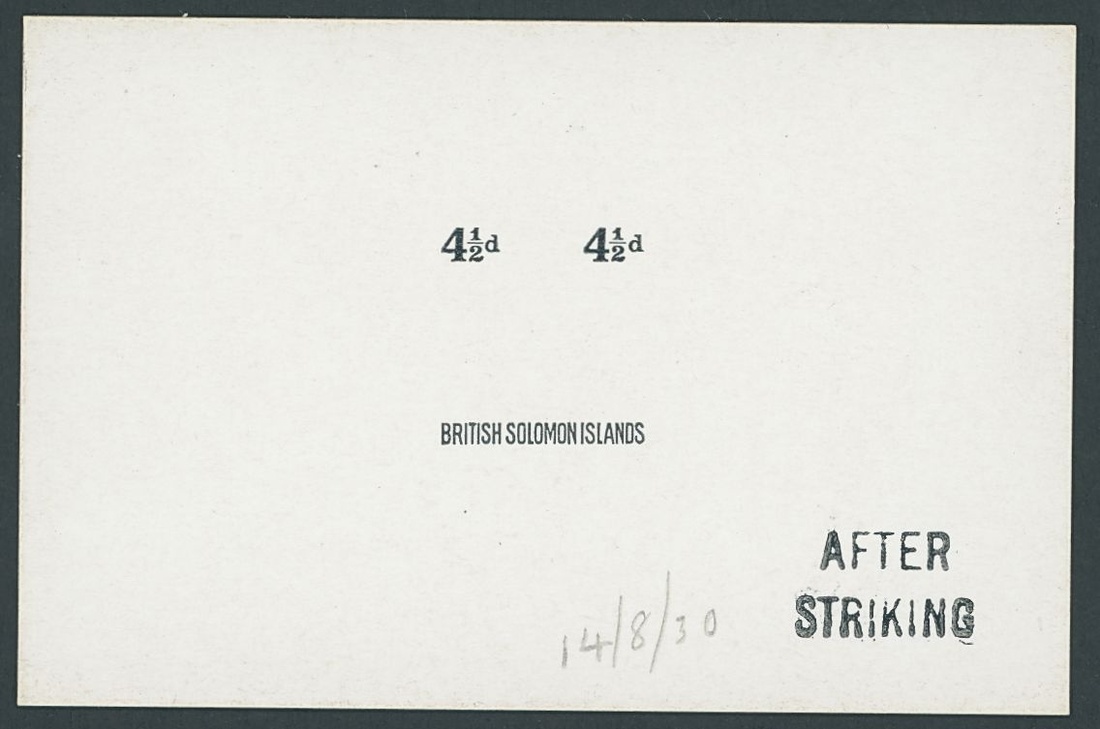 4½d 4½d
BRITISH SOLOMON ISLANDS
AFTER
STRIKING
14/8/30